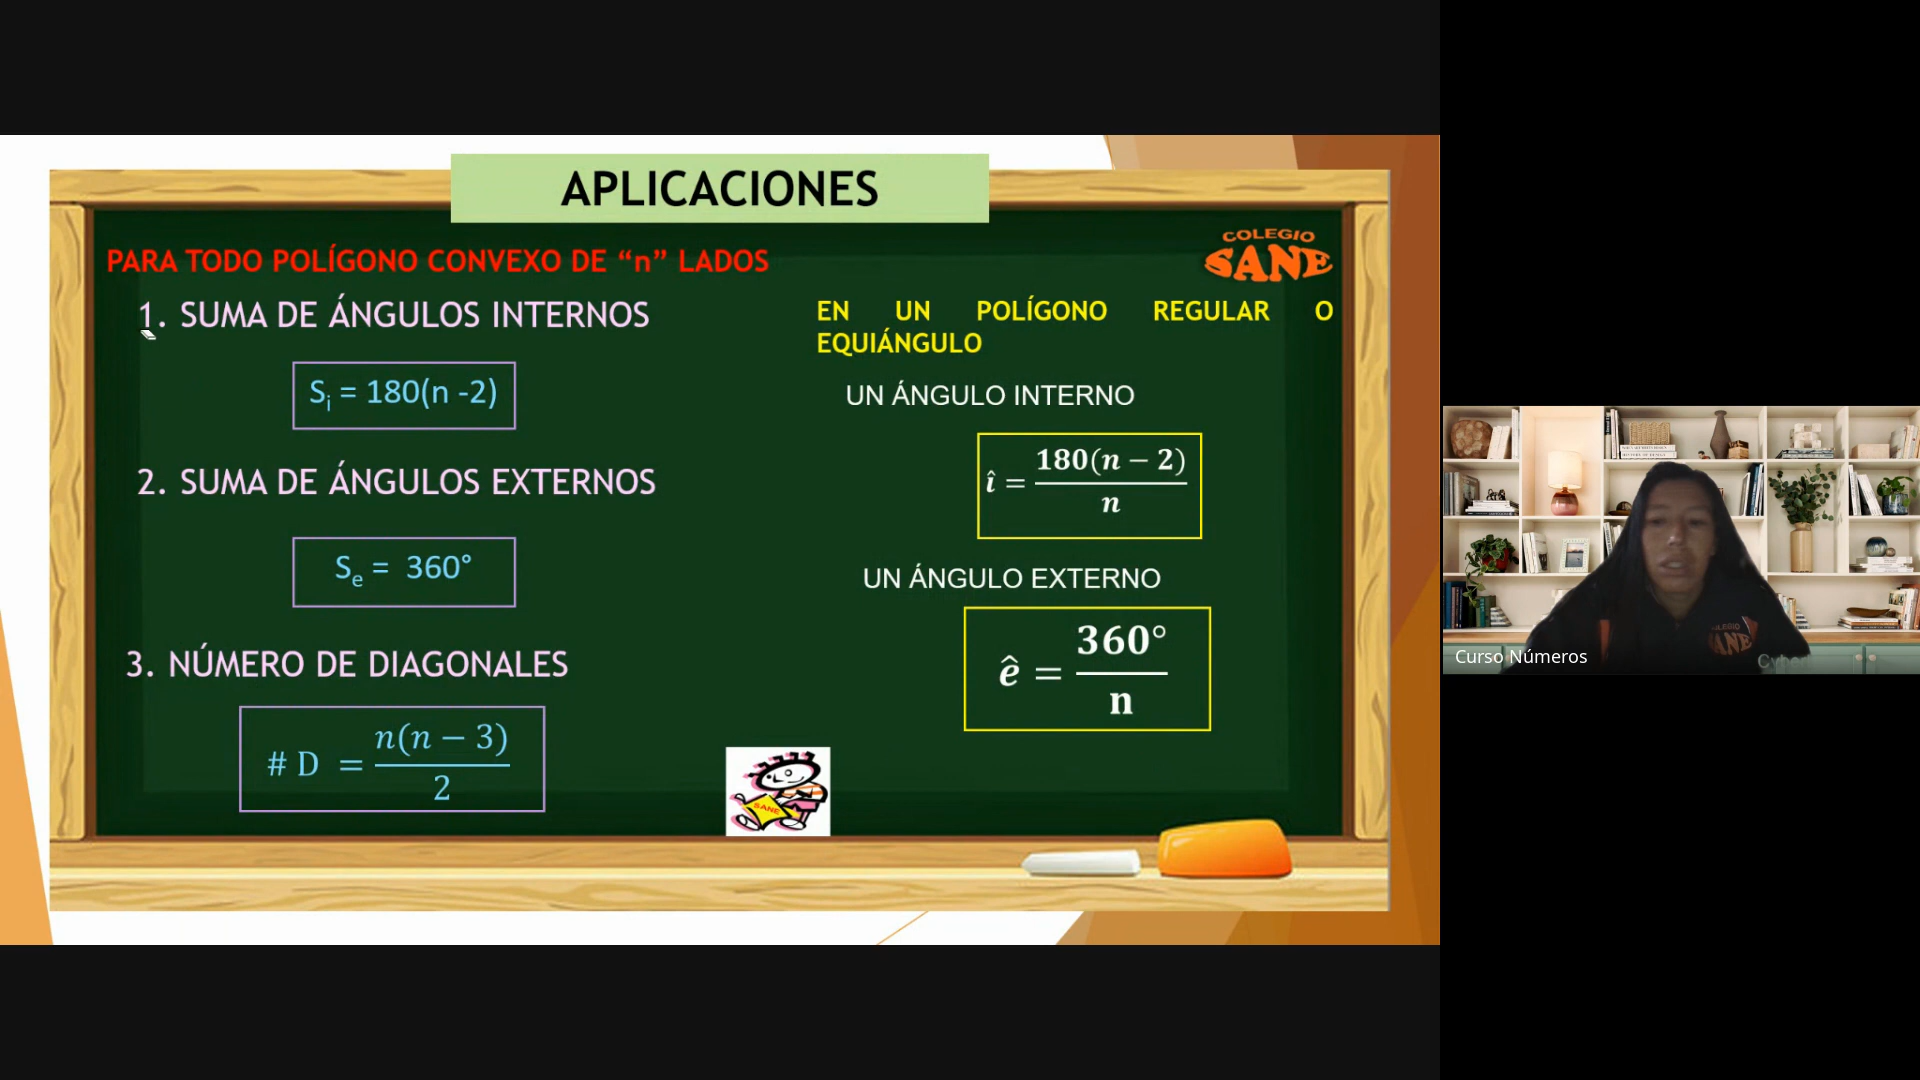 APLICACIONES
COLEGIO
SANE
PARA TODO POLÍGONO CONVEXO DE “n” LADOS
1. SUMA DE ÁNGULOS INTERNOS
Sᵢ = 180(n -2)
2. SUMA DE ÁNGULOS EXTERNOS
Sₑ = 360°
3. NÚMERO DE DIAGONALES
# D = n(n − 3)/2
EN UN POLÍGONO REGULAR O
EQUIÁNGULO
UN ÁNGULO INTERNO
î = 180(n − 2)/n
UN ÁNGULO EXTERNO
ê = 360°/n
SANE
Curso Números